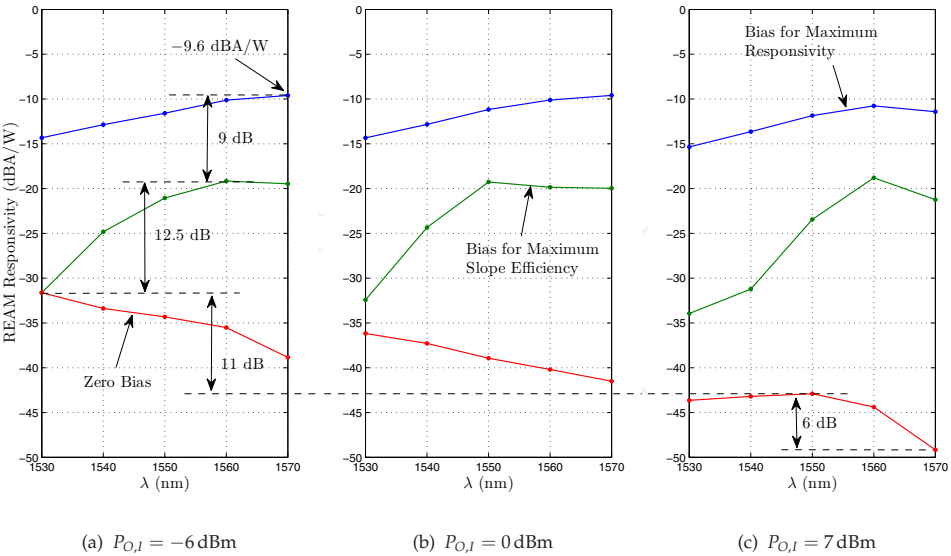 REAM Responsivity (dBA/W)
0
−5
−10
−15
−20
−25
−30
−35
−40
−45
−50
1530
1540
1550
1560
1570
λ (nm)
−9.6 dBA/W
9 dB
12.5 dB
11 dB
Zero Bias
(a) P_{O,I} = −6 dBm
0
−5
−10
−15
−20
−25
−30
−35
−40
−45
−50
1530
1540
1550
1560
1570
λ (nm)
Bias for Maximum
Slope Efficiency
(b) P_{O,I} = 0 dBm
0
−5
−10
−15
−20
−25
−30
−35
−40
−45
−50
1530
1540
1550
1560
1570
λ (nm)
Bias for Maximum
Responsivity
6 dB
(c) P_{O,I} = 7 dBm